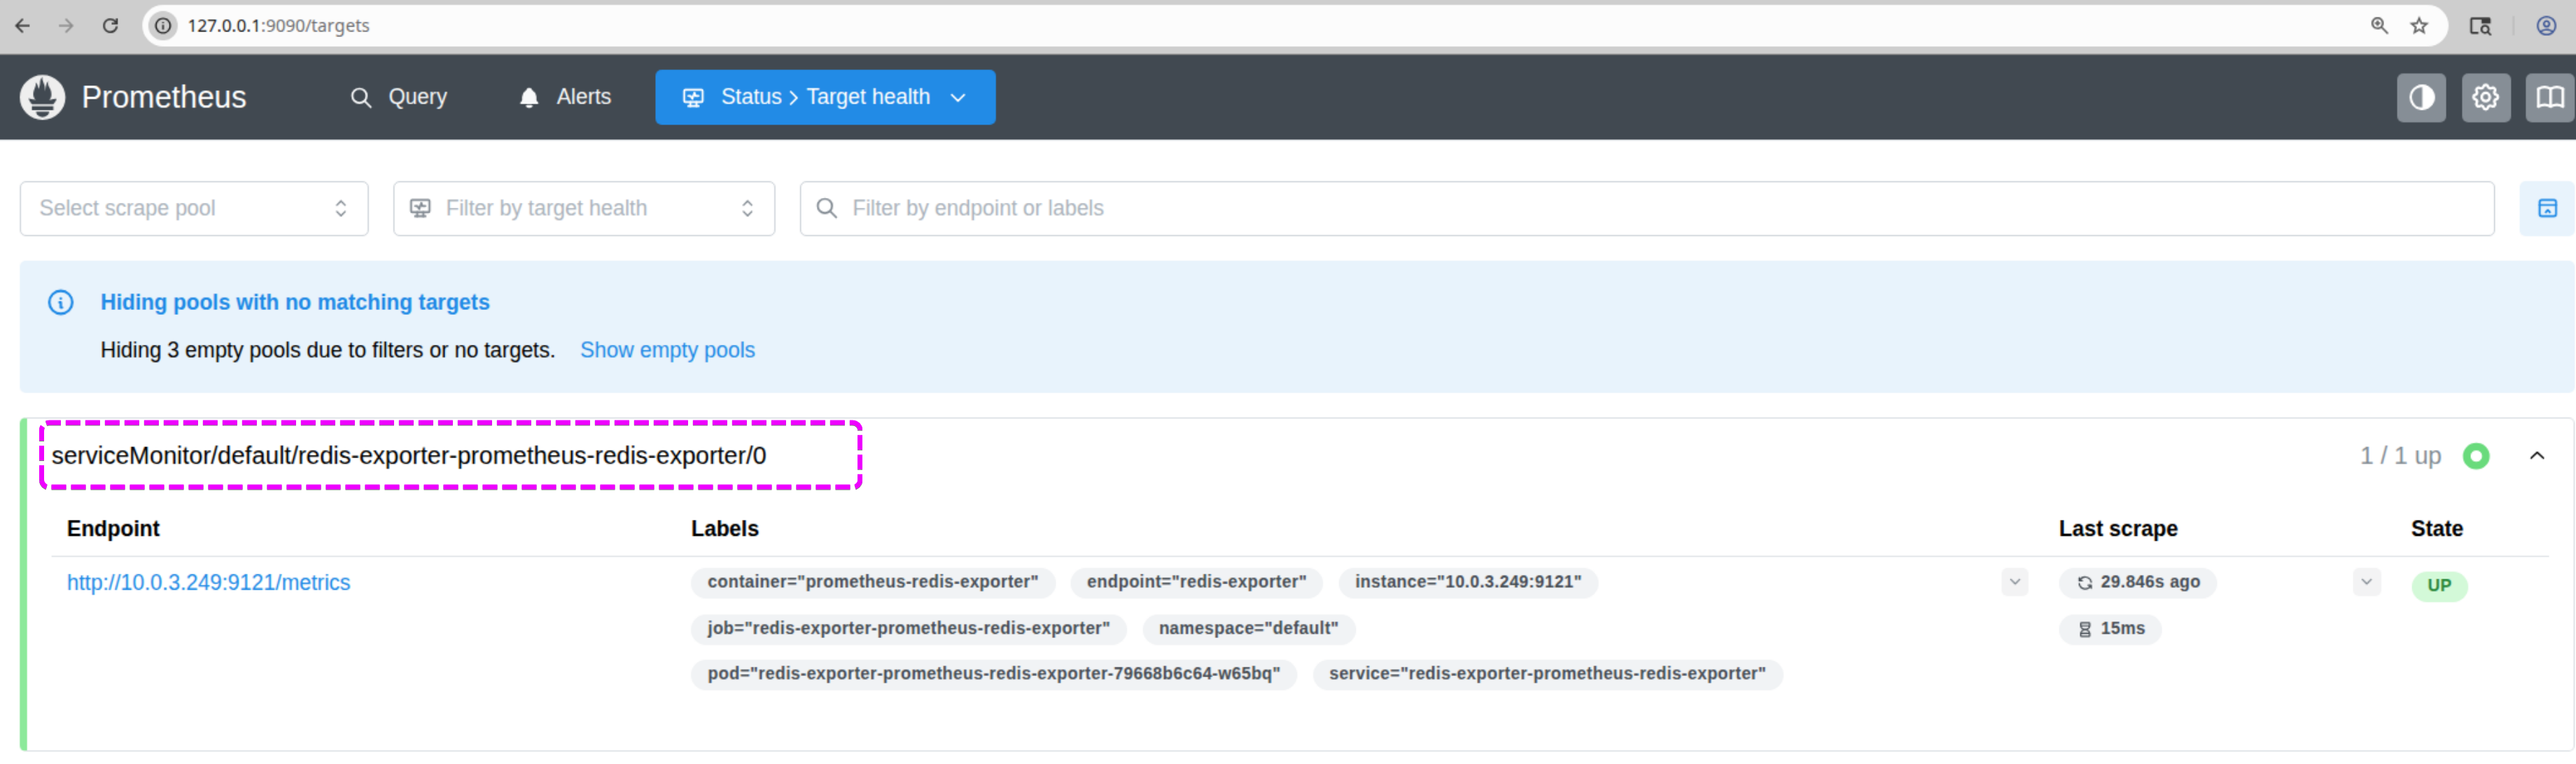 127.0.0.1:9090/targets
Prometheus Query Alerts Status > Target health
Select scrape pool Filter by target health Filter by endpoint or labels
Hiding pools with no matching targets
Hiding 3 empty pools due to filters or no targets. Show empty pools
serviceMonitor/default/redis-exporter-prometheus-redis-exporter/0 1 / 1 up
Endpoint Labels Last scrape State
http://10.0.3.249:9121/metrics container="prometheus-redis-exporter" endpoint="redis-exporter" instance="10.0.3.249:9121" 29.846s ago UP
job="redis-exporter-prometheus-redis-exporter" namespace="default" 15ms
pod="redis-exporter-prometheus-redis-exporter-79668b6c64-w65bq" service="redis-exporter-prometheus-redis-exporter"